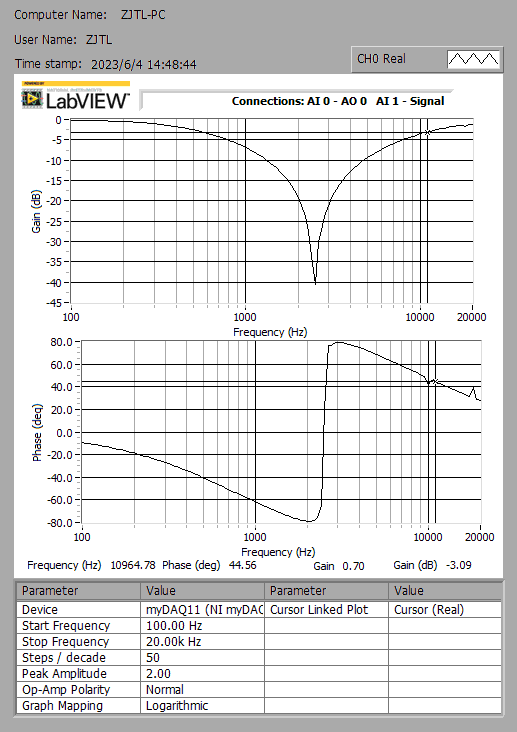 Computer Name: ZJTL-PC
User Name: ZJTL
Time stamp: 2023/6/4 14:48:44
CH0 Real
POWERED BY
NATIONAL INSTRUMENTS
LabVIEW™
Connections: AI 0 - AO 0 AI 1 - Signal
Gain (dB)
0
-5
-10
-15
-20
-25
-30
-35
-40
-45
100 1000 10000 20000
Frequency (Hz)
Phase (deg)
80.0
60.0
40.0
20.0
0.0
-20.0
-40.0
-60.0
-80.0
100 1000 10000 20000
Frequency (Hz)
Frequency (Hz) 10964.78 Phase (deg) 44.56 Gain 0.70 Gain (dB) -3.09
Parameter Value Parameter Value
Device myDAQ11 (NI myDAQ Cursor Linked Plot Cursor (Real)
Start Frequency 100.00 Hz
Stop Frequency 20.00k Hz
Steps / decade 50
Peak Amplitude 2.00
Op-Amp Polarity Normal
Graph Mapping Logarithmic